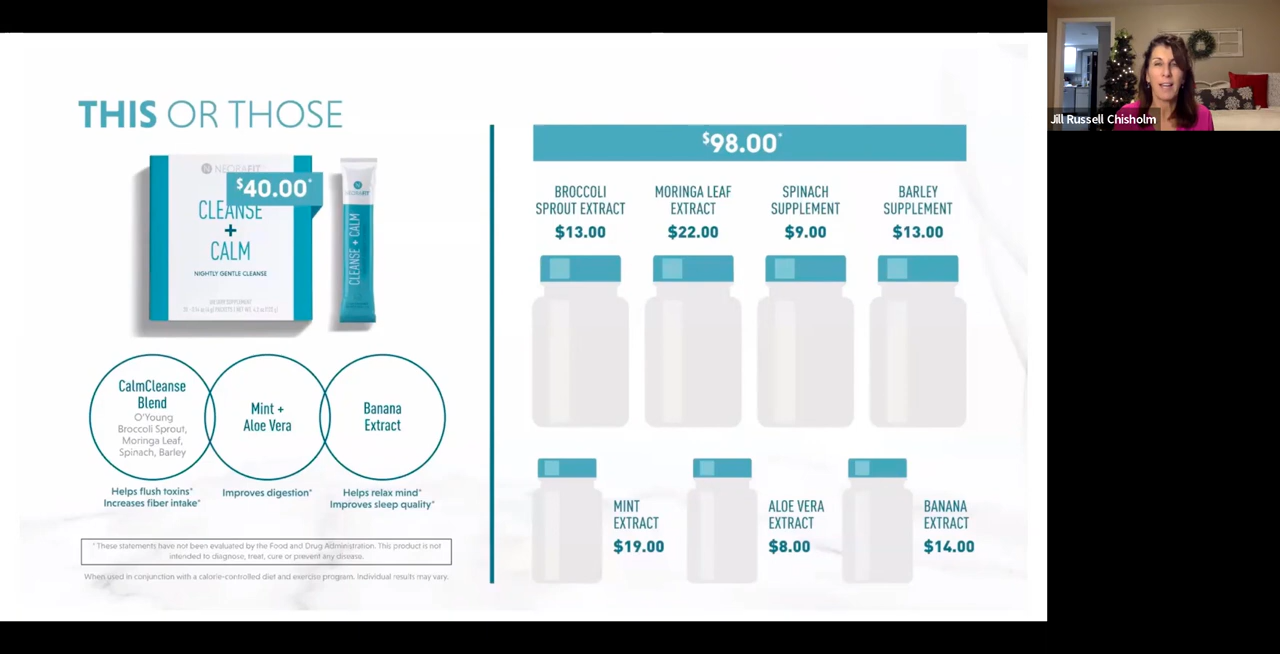 THIS OR THOSE
NEORAFIT
$40.00*
CLEANSE
+
CALM
NIGHTLY GENTLE CLEANSE
DIETARY SUPPLEMENT
NEORAFIT
CLEANSE + CALM
CalmCleanse
Blend
O'Young
Broccoli Sprout,
Moringa Leaf,
Spinach, Barley
Mint +
Aloe Vera
Banana
Extract
Helps flush toxins*
Increases fiber intake*
Improves digestion*
Helps relax mind*
Improves sleep quality*
*These statements have not been evaluated by the Food and Drug Administration. This product is not
intended to diagnose, treat, cure or prevent any disease.
When used in conjunction with a calorie-controlled diet and exercise program. Individual results may vary.
$98.00*
BROCCOLI
SPROUT EXTRACT
$13.00
MORINGA LEAF
EXTRACT
$22.00
SPINACH
SUPPLEMENT
$9.00
BARLEY
SUPPLEMENT
$13.00
MINT
EXTRACT
$19.00
ALOE VERA
EXTRACT
$8.00
BANANA
EXTRACT
$14.00
Jill Russell Chisholm